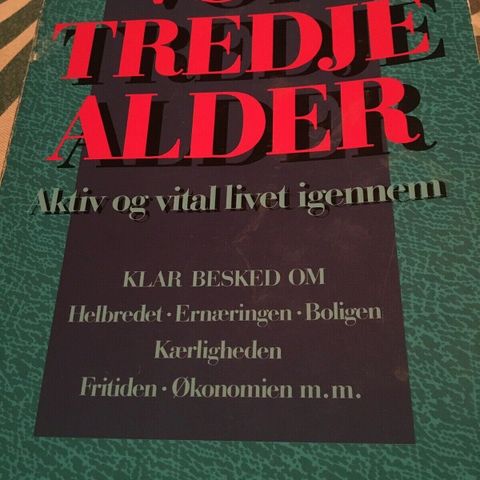 TREDJE
ALDER
Aktiv og vital livet igennem
KLAR BESKED OM
Helbredet · Ernæringen · Boligen
Kærligheden
Fritiden · Økonomien m.m.